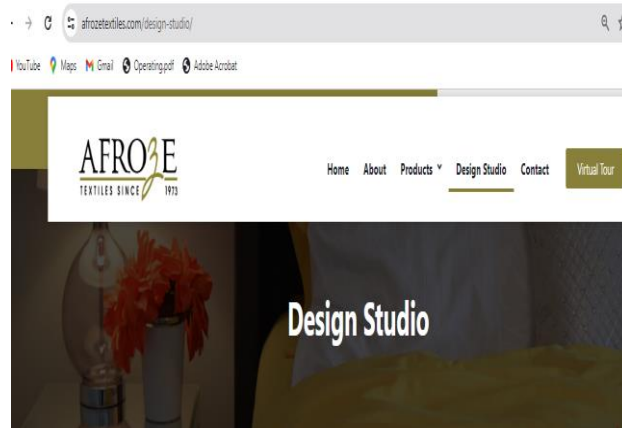 afrozetextiles.com/design-studio/
YouTube Maps Gmail Operating.pdf Adobe Acrobat
AFROZE
TEXTILES SINCE 1973
Home About Products Design Studio Contact Virtual Tour
Design Studio